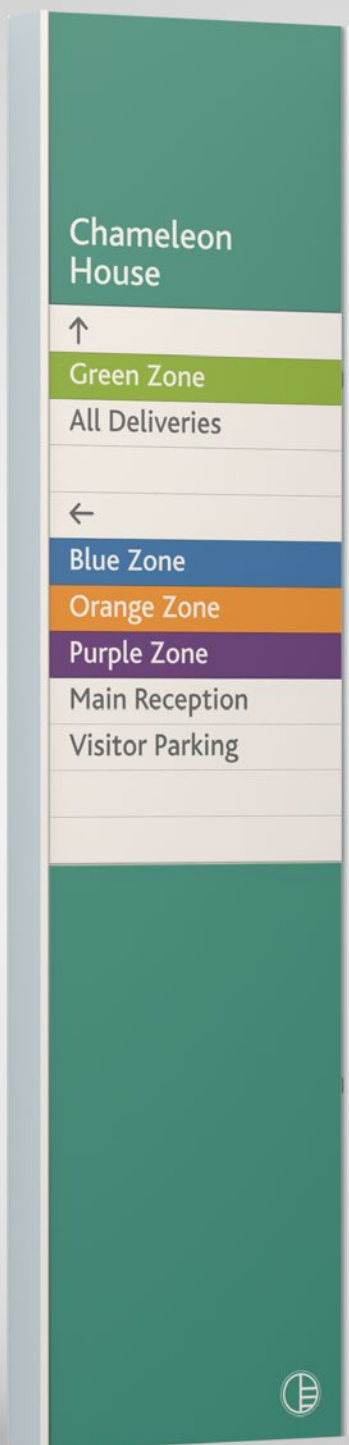 Chameleon
House
↑
Green Zone
All Deliveries
←
Blue Zone
Orange Zone
Purple Zone
Main Reception
Visitor Parking